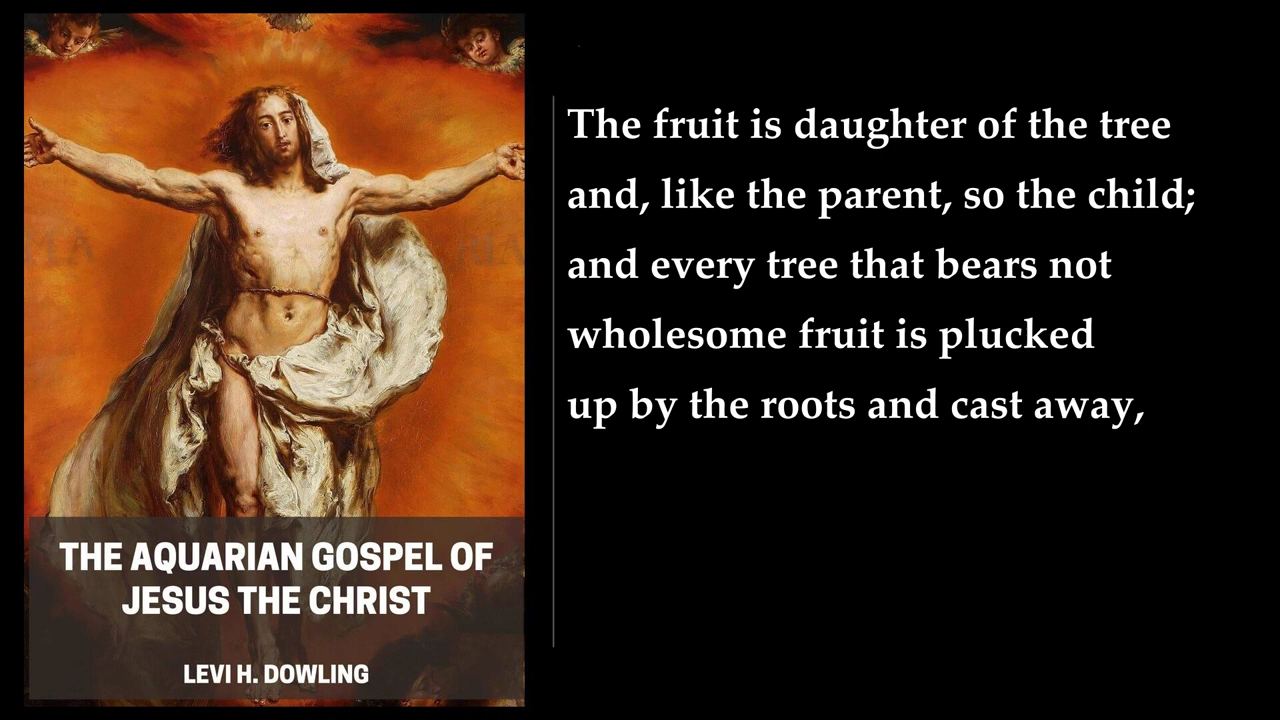 THE AQUARIAN GOSPEL OF
JESUS THE CHRIST
LEVI H. DOWLING
The fruit is daughter of the tree
and, like the parent, so the child;
and every tree that bears not
wholesome fruit is plucked
up by the roots and cast away,